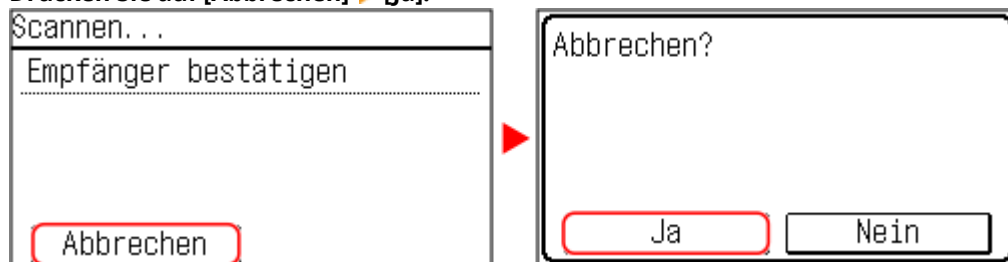 Scannen...
Empfänger bestätigen
Abbrechen
Abbrechen?
Ja
Nein